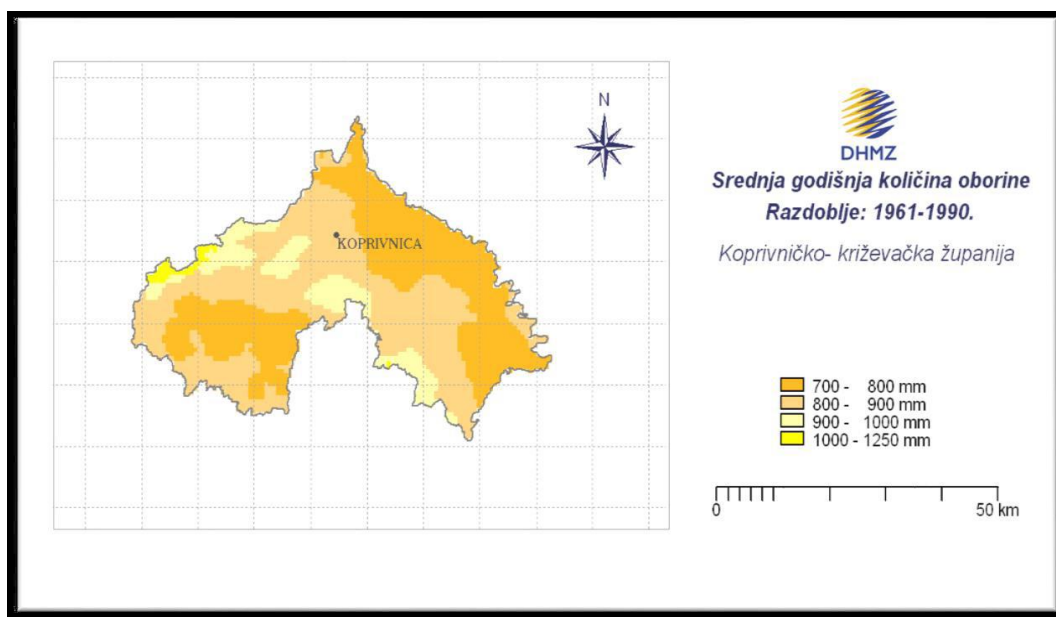 N
DHMZ
Srednja godišnja količina oborine
Razdoblje: 1961-1990.
Koprivničko- križevačka županija
KOPRIVNICA
700 - 800 mm
800 - 900 mm
900 - 1000 mm
1000 - 1250 mm
0 50 km